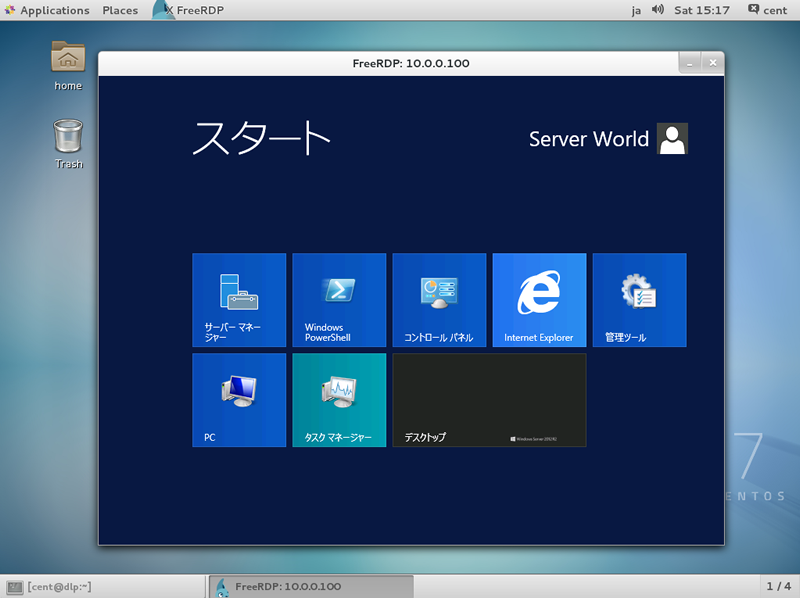 Applications Places FreeRDP
ja Sat 15:17 cent
home
Trash
FreeRDP: 10.0.0.100
スタート
Server World
サーバー マネー
ジャー
Windows
PowerShell
コントロール パネル
Internet Explorer
管理ツール
PC
タスク マネージャー
デスクトップ
Windows Server 2012 R2
7
ENTOS
[cent@dlp:~]
FreeRDP: 10.0.0.100
1 / 4